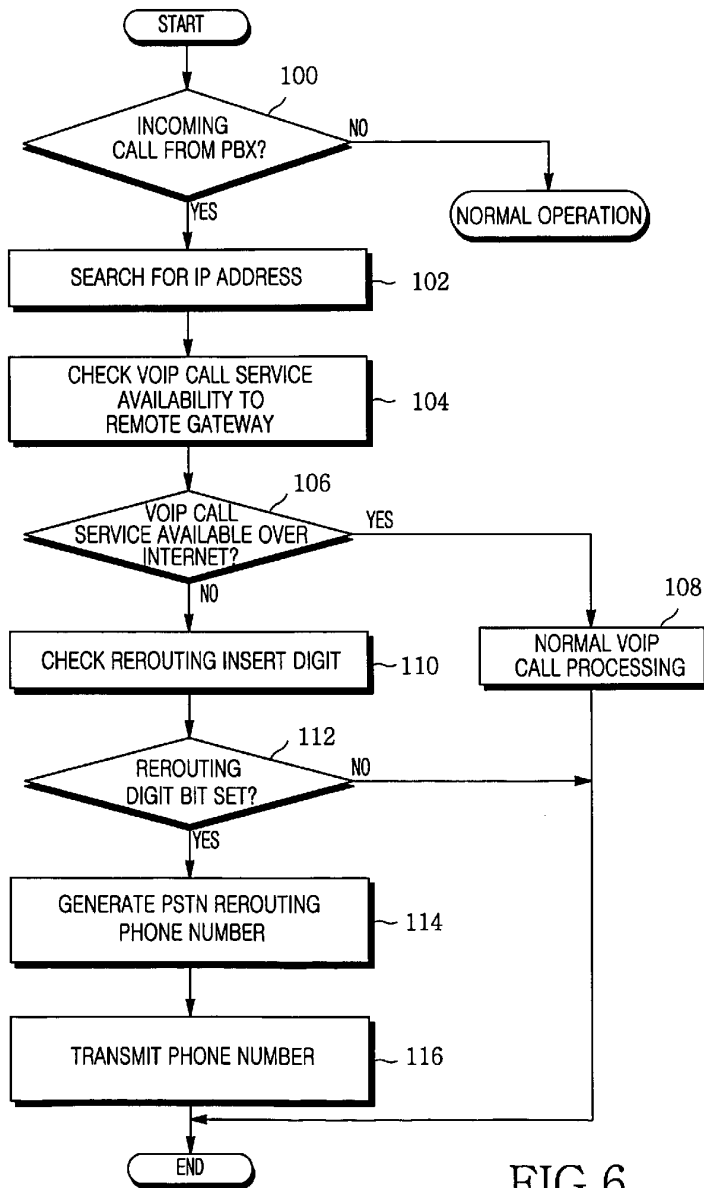 START
100
INCOMING
CALL FROM PBX?
NO
YES
NORMAL OPERATION
SEARCH FOR IP ADDRESS
102
CHECK VOIP CALL SERVICE
AVAILABILITY TO
REMOTE GATEWAY
104
106
VOIP CALL
SERVICE AVAILABLE OVER
INTERNET?
YES
NO
108
NORMAL VOIP
CALL PROCESSING
CHECK REROUTING INSERT DIGIT
110
112
REROUTING
DIGIT BIT SET?
NO
YES
GENERATE PSTN REROUTING
PHONE NUMBER
114
TRANSMIT PHONE NUMBER
116
END
FIG.6